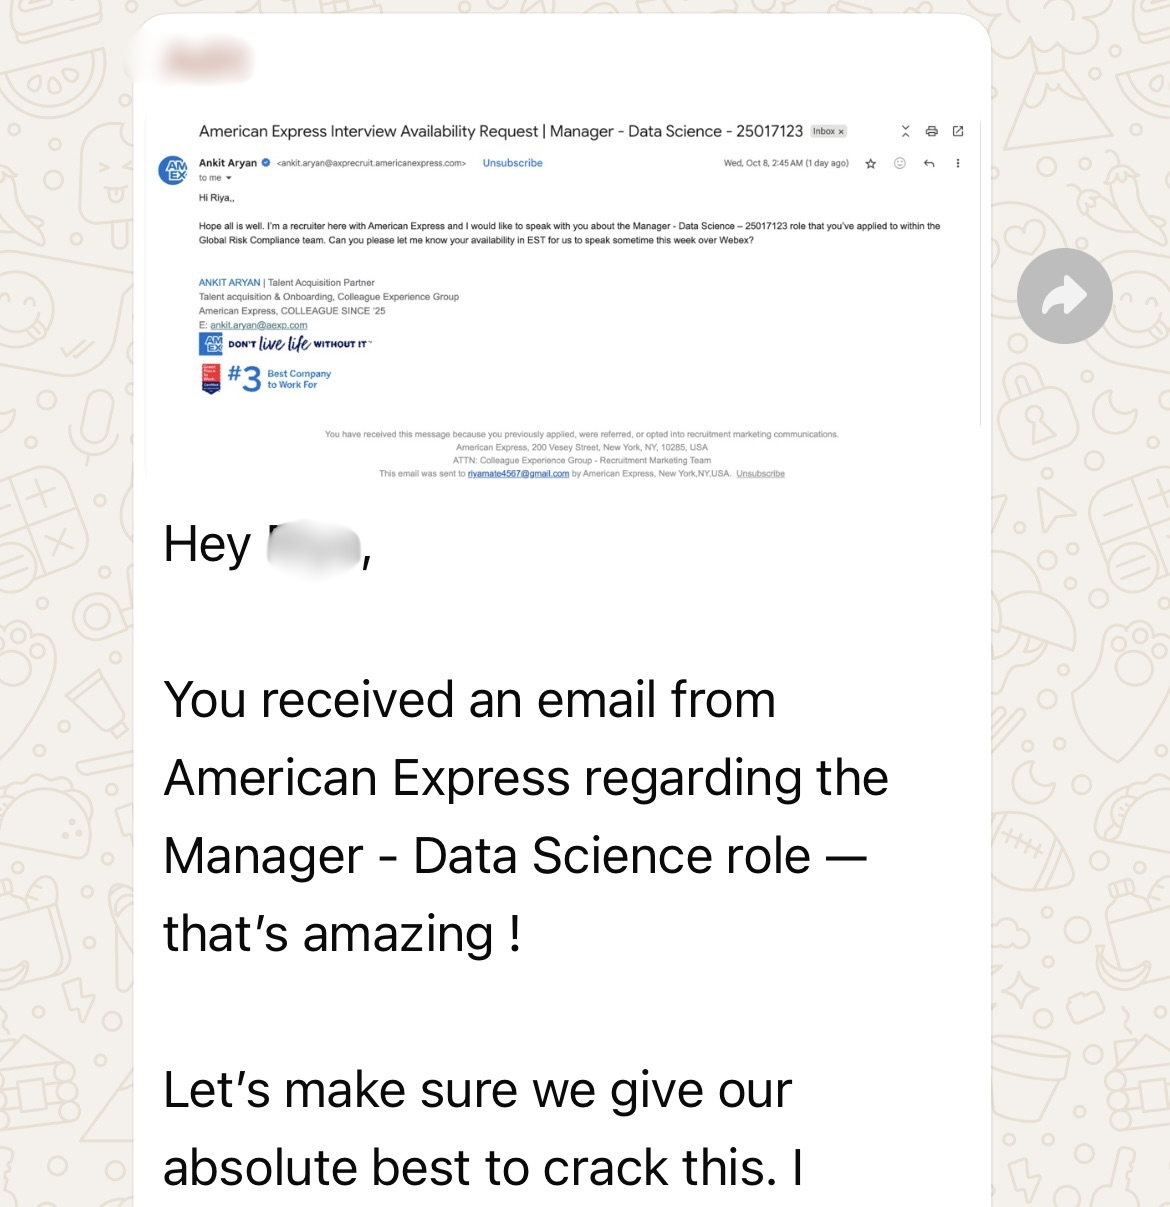 American Express Interview Availability Request | Manager - Data Science - 25017123 Inbox x
Ankit Aryan <ankit.aryan@axprecruit.americanexpress.com> Unsubscribe Wed, Oct 8, 2:45 AM (1 day ago)
to me
Hi Riya,,
Hope all is well. I'm a recruiter here with American Express and I would like to speak with you about the Manager - Data Science – 25017123 role that you've applied to within the
Global Risk Compliance team. Can you please let me know your availability in EST for us to speak sometime this week over Webex?
ANKIT ARYAN | Talent Acquisition Partner
Talent acquisition & Onboarding, Colleague Experience Group
American Express, COLLEAGUE SINCE '25
E: ankit.aryan@aexp.com
AM EX DON'T live life WITHOUT IT™
#3 Best Company
to Work For
You have received this message because you previously applied, were referred, or opted into recruitment marketing communications.
American Express, 200 Vesey Street, New York, NY, 10285, USA
ATTN: Colleague Experience Group - Recruitment Marketing Team
This email was sent to riyamate4567@gmail.com by American Express, New York,NY,USA. Unsubscribe
Hey ,
You received an email from
American Express regarding the
Manager - Data Science role —
that's amazing !
Let's make sure we give our
absolute best to crack this. I